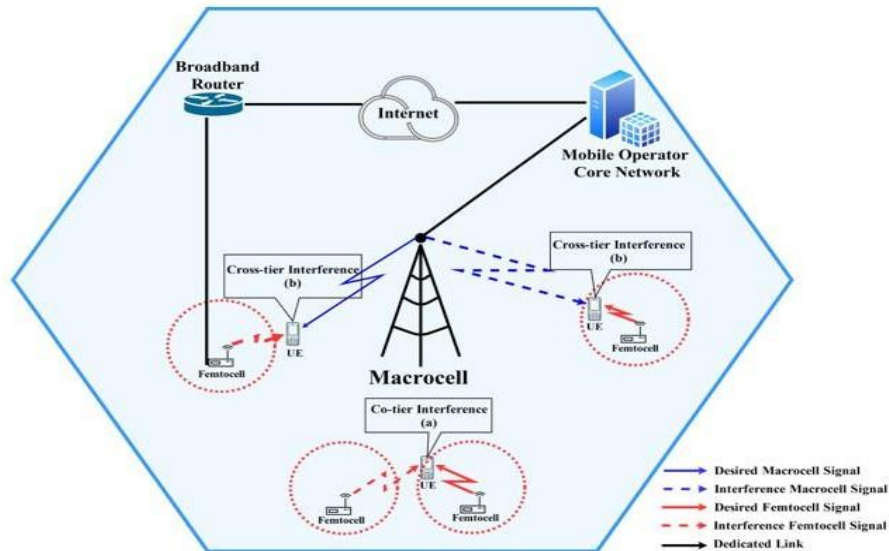 Broadband
Router
Internet
Mobile Operator
Core Network
Cross-tier Interference
(b)
Cross-tier Interference
(b)
UE
Femtocell
UE
Femtocell
Macrocell
Co-tier Interference
(a)
UE
Femtocell
Femtocell
Desired Macrocell Signal
Interference Macrocell Signal
Desired Femtocell Signal
Interference Femtocell Signal
Dedicated Link